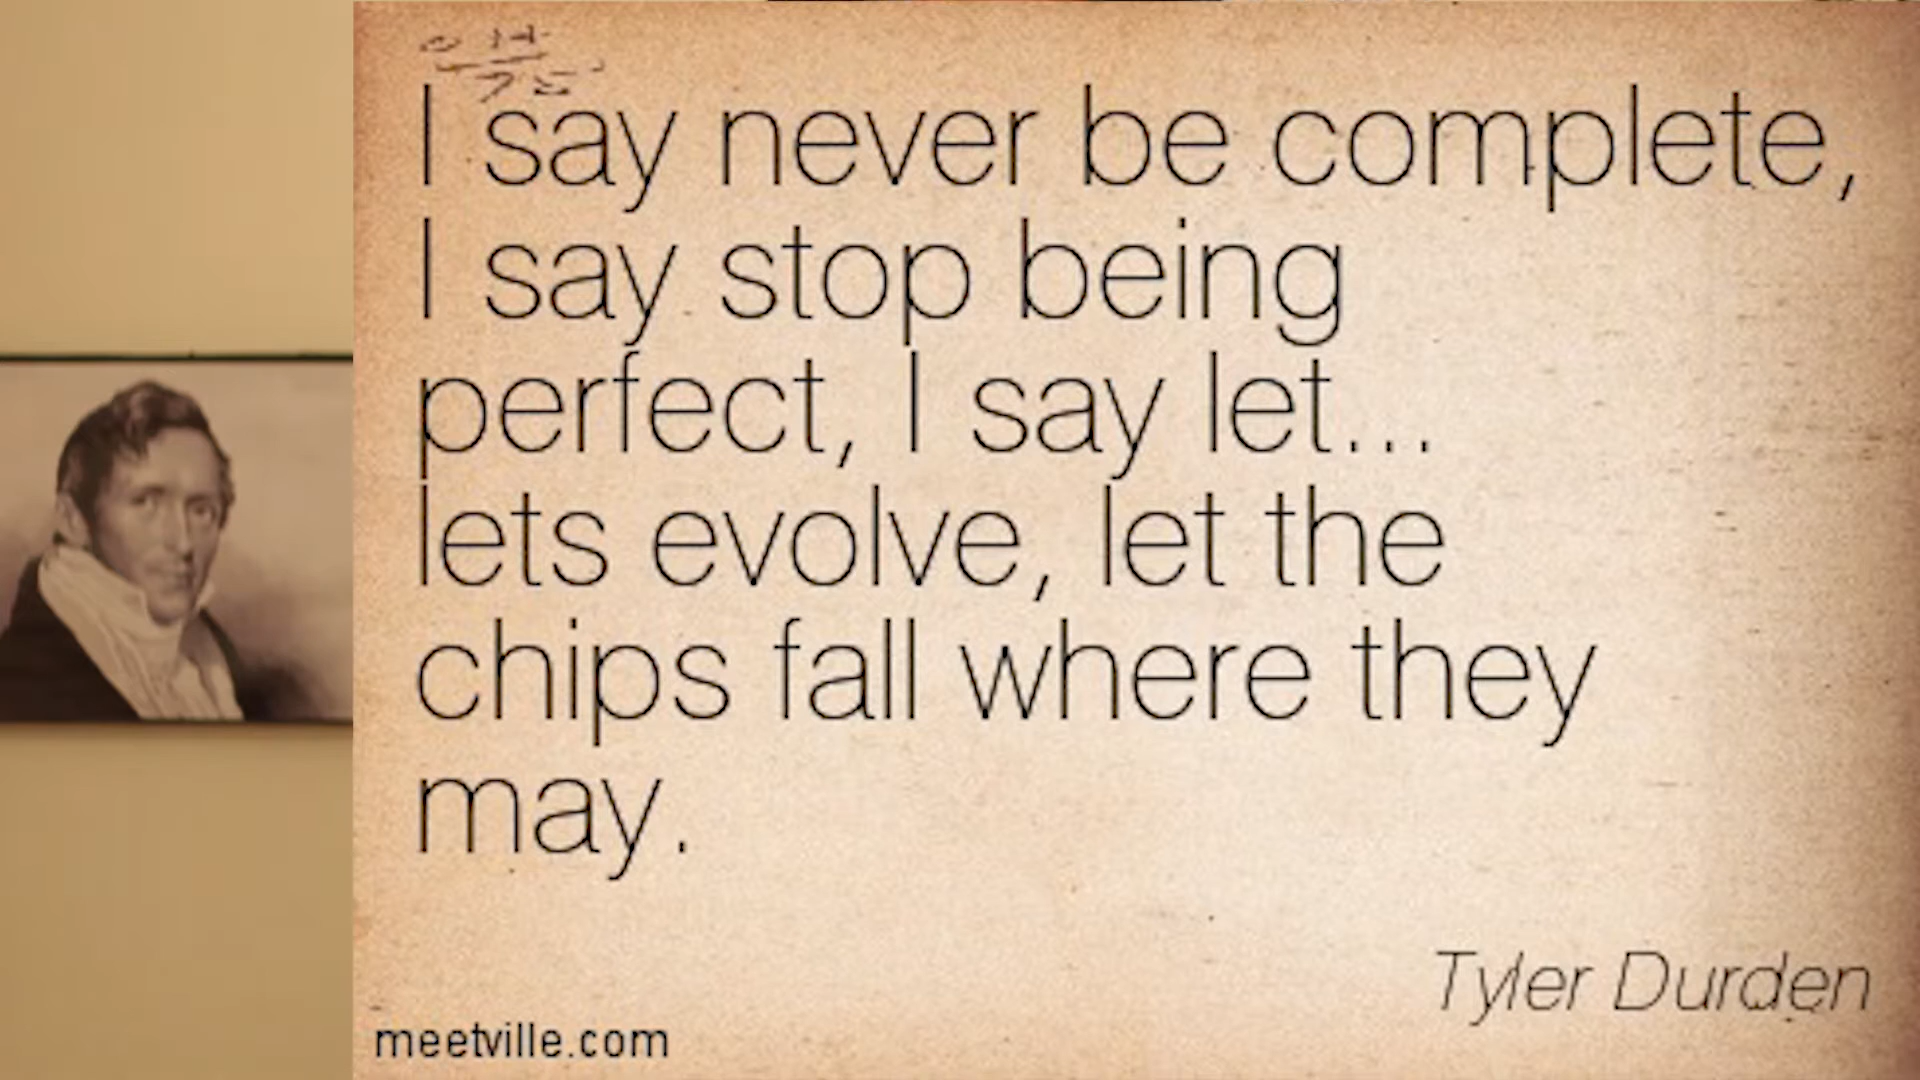 I say never be complete,
I say stop being
perfect, I say let...
lets evolve, let the
chips fall where they
may.
Tyler Durden
meetville.com